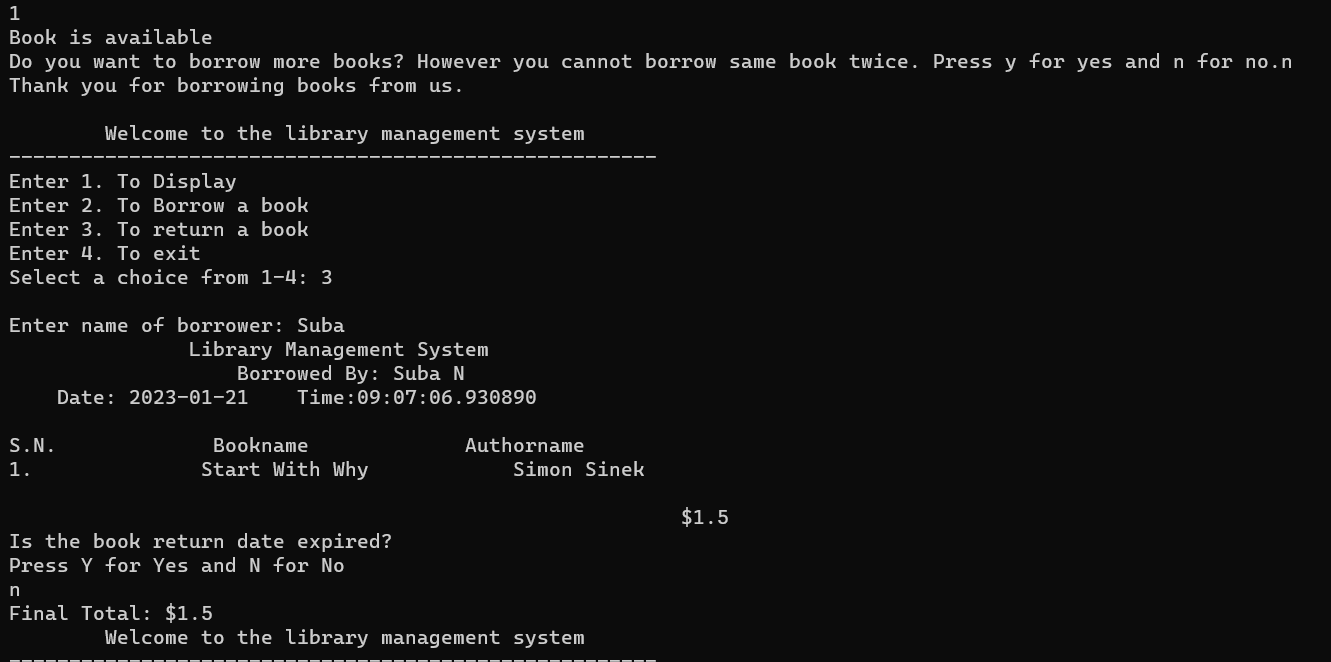 1
Book is available
Do you want to borrow more books? However you cannot borrow same book twice. Press y for yes and n for no.n
Thank you for borrowing books from us.
Welcome to the library management system
------------------------------------------------------
Enter 1. To Display
Enter 2. To Borrow a book
Enter 3. To return a book
Enter 4. To exit
Select a choice from 1-4: 3
Enter name of borrower: Suba
Library Management System
Borrowed By: Suba N
Date: 2023-01-21    Time:09:07:06.930890
S.N.             Bookname             Authorname
1.              Start With Why            Simon Sinek
$1.5
Is the book return date expired?
Press Y for Yes and N for No
n
Final Total: $1.5
Welcome to the library management system
------------------------------------------------------